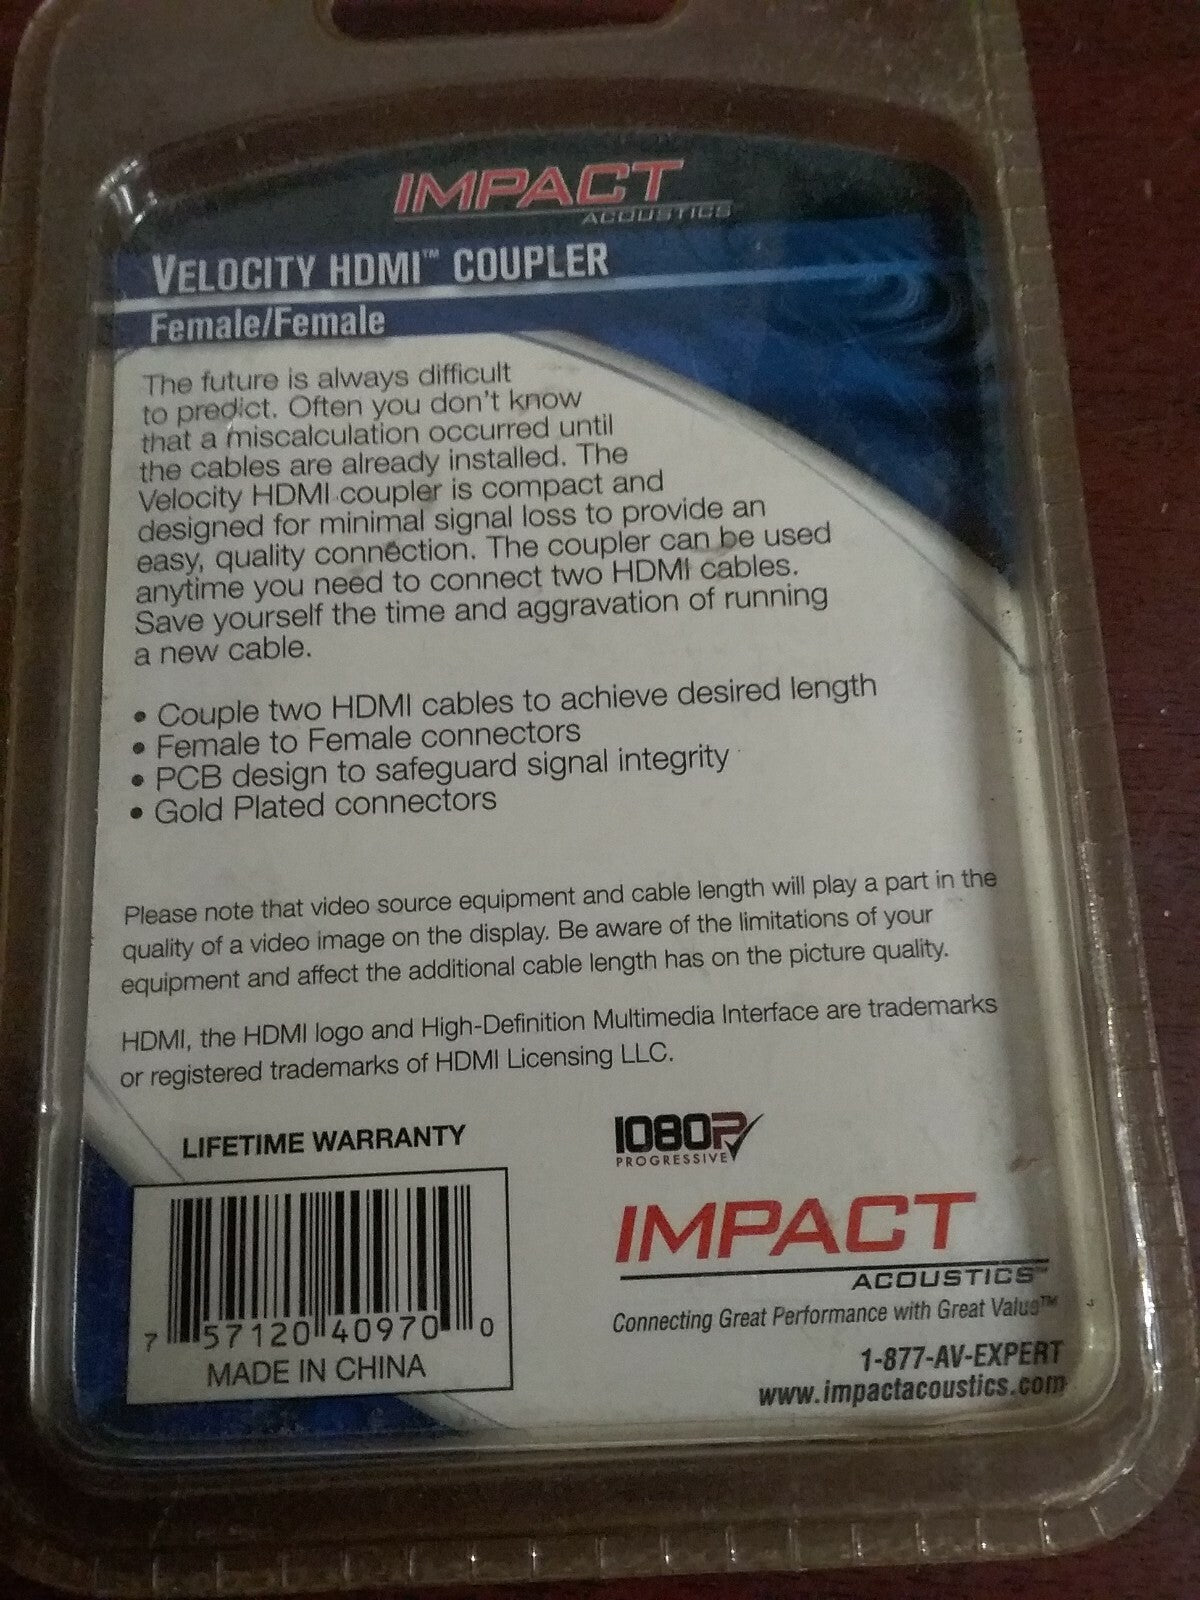 IMPACT
ACOUSTICS
VELOCITY HDMI™ COUPLER
Female/Female
The future is always difficult
to predict. Often you don't know
that a miscalculation occurred until
the cables are already installed. The
Velocity HDMI coupler is compact and
designed for minimal signal loss to provide an
easy, quality connection. The coupler can be used
anytime you need to connect two HDMI cables.
Save yourself the time and aggravation of running
a new cable.
• Couple two HDMI cables to achieve desired length
• Female to Female connectors
• PCB design to safeguard signal integrity
• Gold Plated connectors
Please note that video source equipment and cable length will play a part in the
quality of a video image on the display. Be aware of the limitations of your
equipment and affect the additional cable length has on the picture quality.
HDMI, the HDMI logo and High-Definition Multimedia Interface are trademarks
or registered trademarks of HDMI Licensing LLC.
LIFETIME WARRANTY
7 57120 40970 0
MADE IN CHINA
1080P
PROGRESSIVE
IMPACT
ACOUSTICS™
Connecting Great Performance with Great Value™
1-877-AV-EXPERT
www.impactacoustics.com